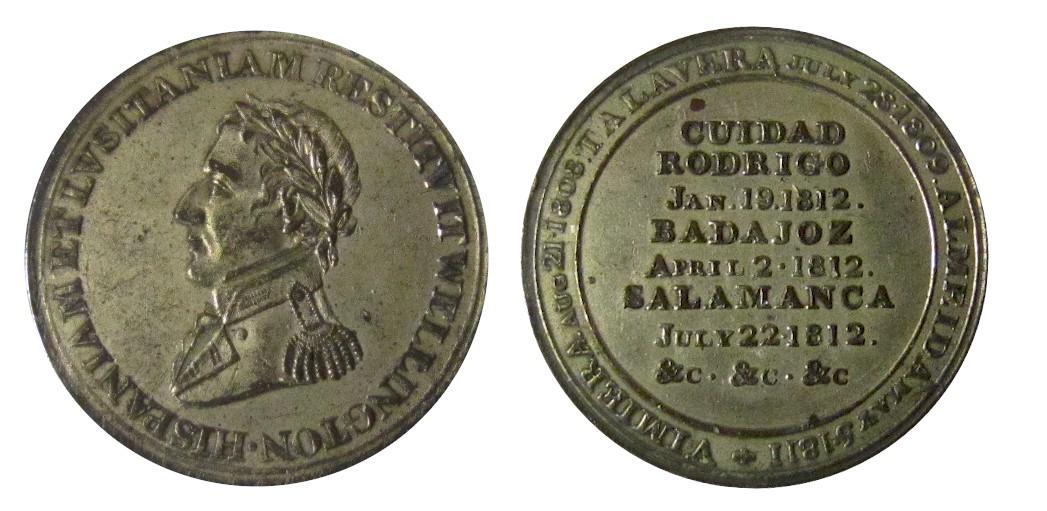 HISPANIAM ET LVSITANIAM RESTITVIT WELLINGTON·
VIMIERA AUG 21·1808·TALAVERA JULY 28·1809·ALMEIDA MAY 5·1811
CUIDAD
RODRIGO
JAN.19.1812.
BADAJOZ
APRIL 2·1812.
SALAMANCA
JULY 22·1812.
&C· &C· &C